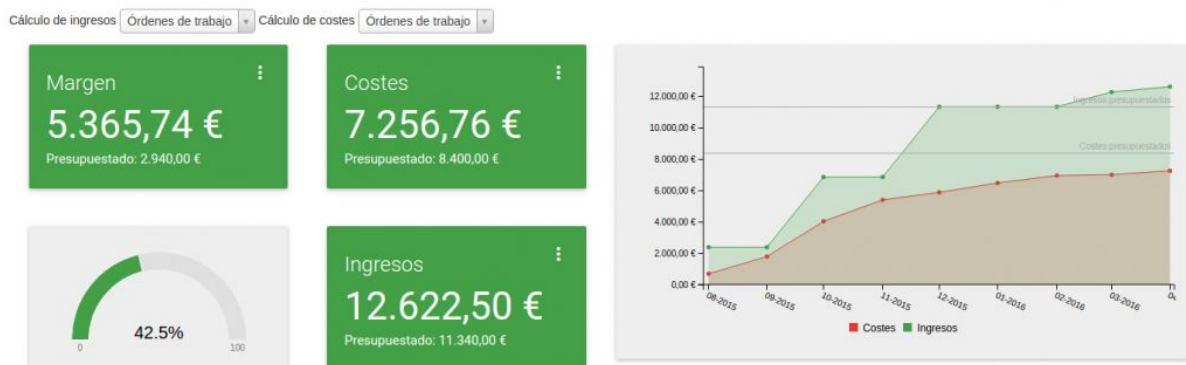 Cálculo de ingresos Órdenes de trabajo Cálculo de costes Órdenes de trabajo
Margen
5.365,74 €
Presupuestado: 2.940,00 €
Costes
7.256,76 €
Presupuestado: 8.400,00 €
42.5%
0 100
Ingresos
12.622,50 €
Presupuestado: 11.340,00 €
12.000,00 €
Ingresos presupuestados
10.000,00 €
Costes presupuestados
8.000,00 €
6.000,00 €
4.000,00 €
2.000,00 €
0,00 €
08-2015 09-2015 10-2015 11-2015 12-2015 01-2016 02-2016 03-2016
Costes Ingresos